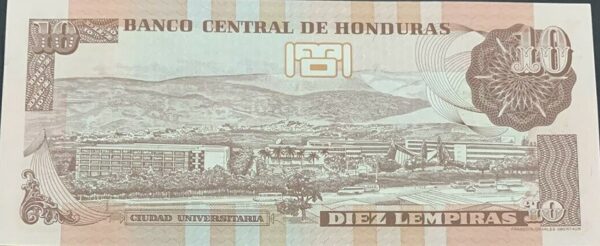 10 BANCO CENTRAL DE HONDURAS
10
CIUDAD UNIVERSITARIA
DIEZ LEMPIRAS 10